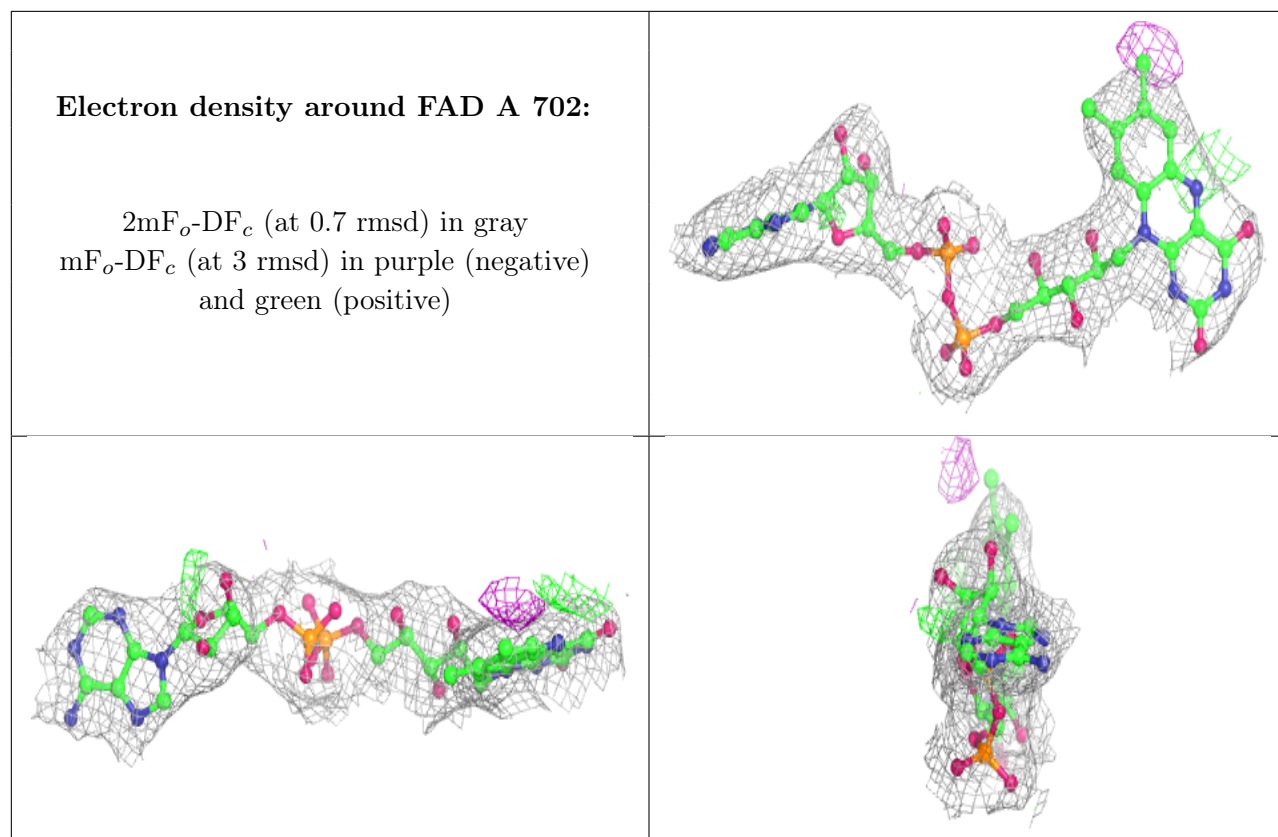 Electron density around FAD A 702:
2mFₒ-DF𝒸 (at 0.7 rmsd) in gray
mFₒ-DF𝒸 (at 3 rmsd) in purple (negative)
and green (positive)